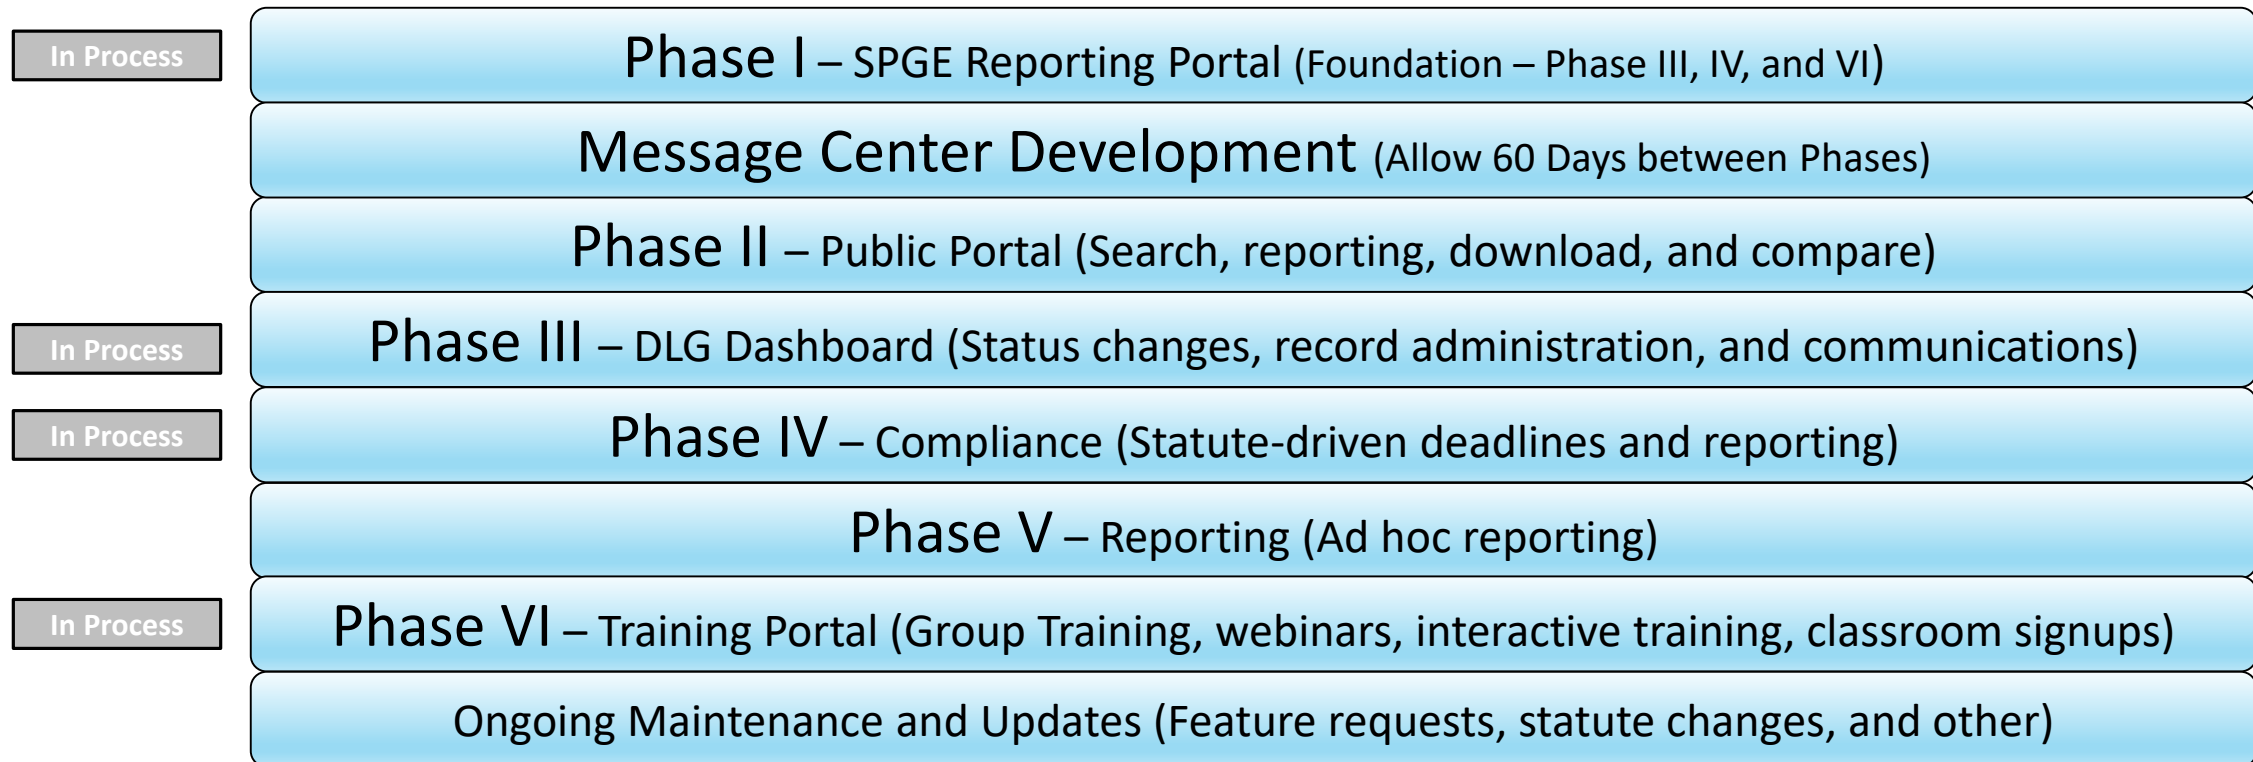 In Process
Phase I – SPGE Reporting Portal (Foundation – Phase III, IV, and VI)
Message Center Development (Allow 60 Days between Phases)
Phase II – Public Portal (Search, reporting, download, and compare)
In Process
Phase III – DLG Dashboard (Status changes, record administration, and communications)
In Process
Phase IV – Compliance (Statute-driven deadlines and reporting)
Phase V – Reporting (Ad hoc reporting)
In Process
Phase VI – Training Portal (Group Training, webinars, interactive training, classroom signups)
Ongoing Maintenance and Updates (Feature requests, statute changes, and other)